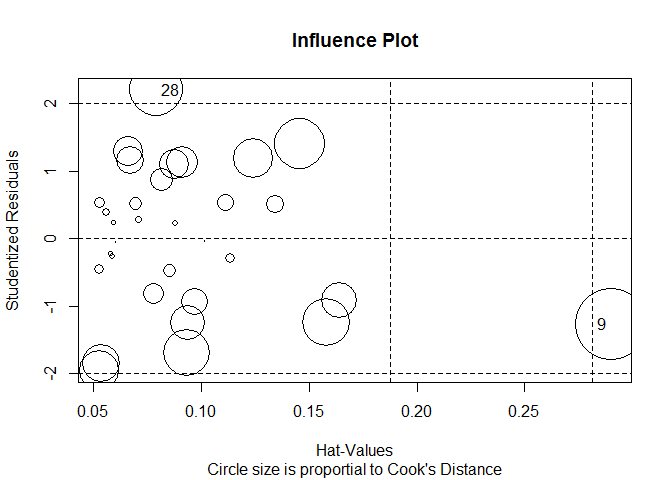 Influence Plot
Studentized Residuals
2
1
0
-1
-2
28
9
0.05 0.10 0.15 0.20 0.25
Hat-Values
Circle size is proportial to Cook's Distance